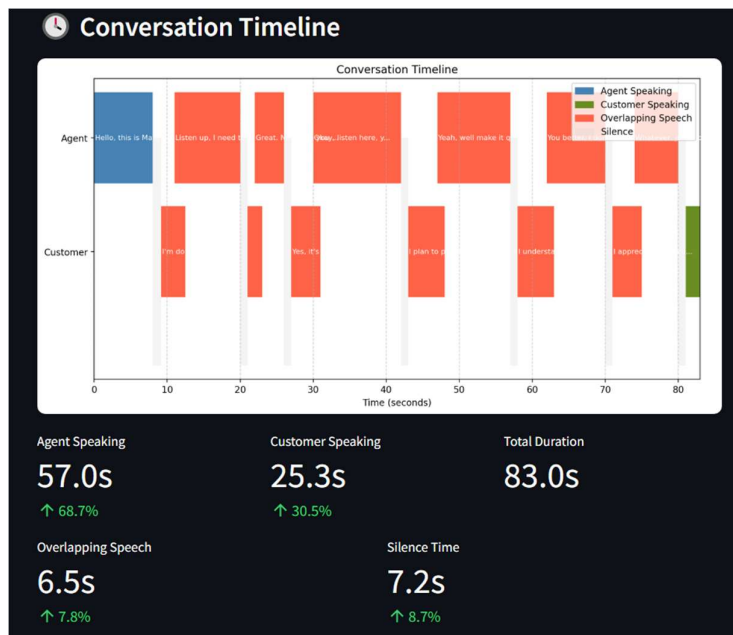 Conversation Timeline
Conversation Timeline
Agent Speaking
Customer Speaking
Overlapping Speech
Silence
Agent
Hello, this is Ma
Listen up, I need t
Great.
listen here, y...
Yeah, well make it q
You be
Customer
I'm do
Yes, it's
I plan to p
I understa
I apprec
0 10 20 30 40 50 60 70 80
Time (seconds)
Agent Speaking
Customer Speaking
Total Duration
57.0s
25.3s
83.0s
↑ 68.7%
↑ 30.5%
Overlapping Speech
Silence Time
6.5s
7.2s
↑ 7.8%
↑ 8.7%